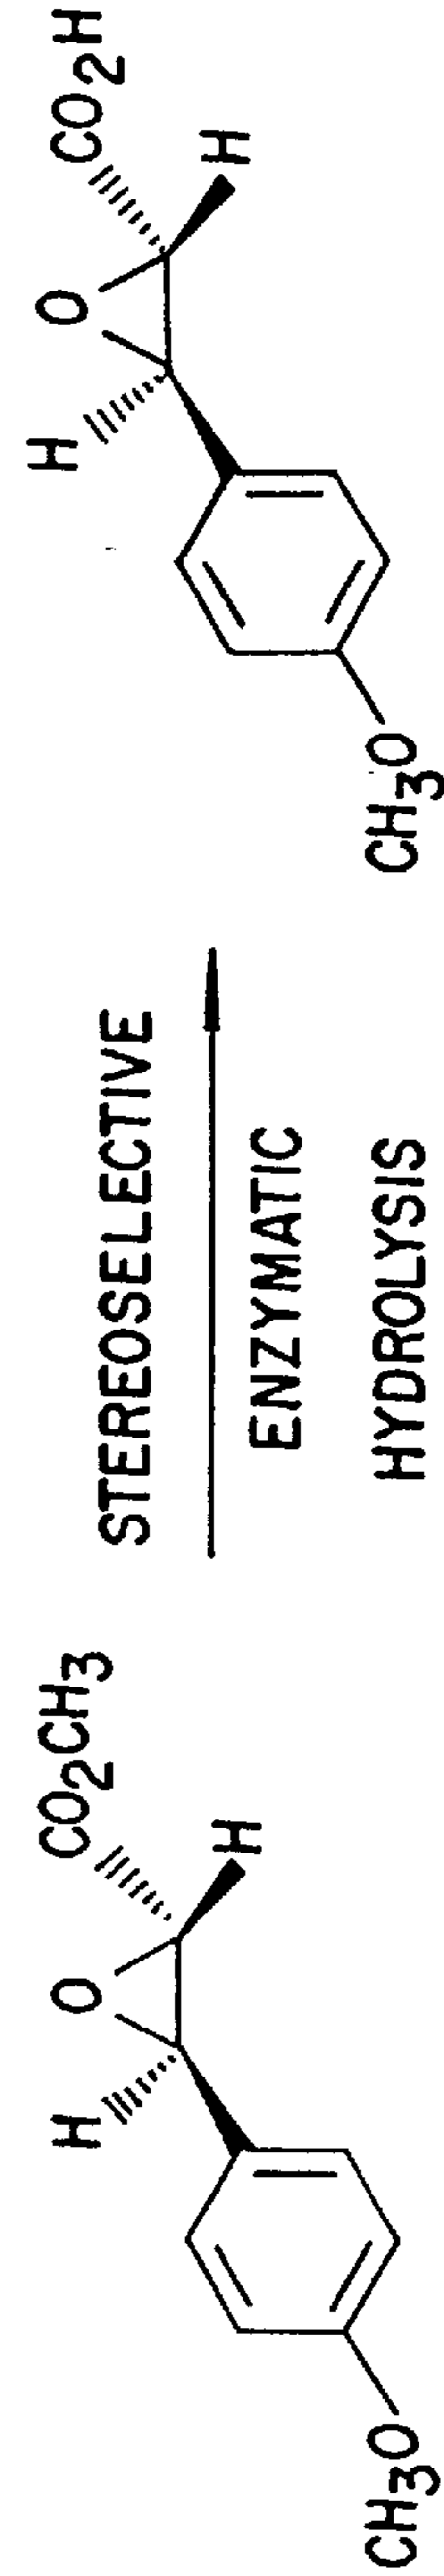 H
O
CO2CH3
H
CH3O
STEREOSELECTIVE
ENZYMATIC
HYDROLYSIS
H
O
CO2H
H
CH3O